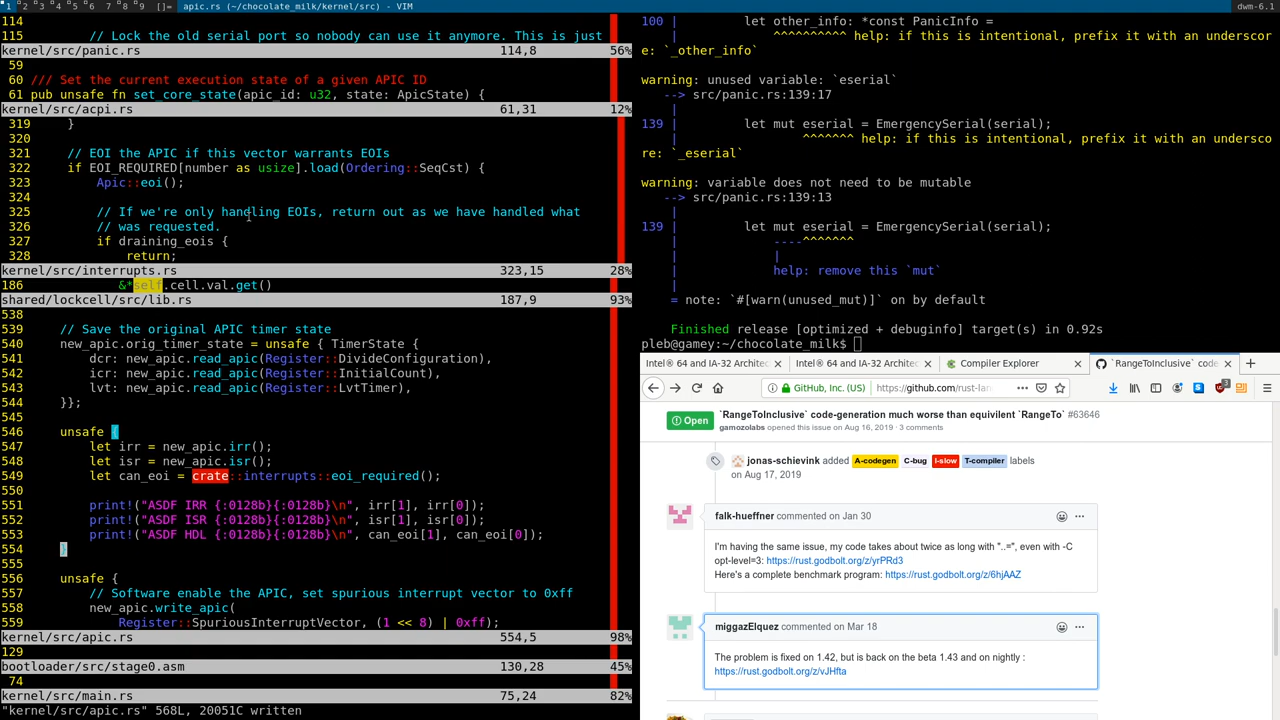 1 2 3 4 5 6 7 8 9 []= apic.rs (~/chocolate_milk/kernel/src) - VIM dwm-6.1
114
115 // Lock the old serial port so nobody can use it anymore. This is just
kernel/src/panic.rs 114,8 56%
59
60 /// Set the current execution state of a given APIC ID
61 pub unsafe fn set_core_state(apic_id: u32, state: ApicState) {
kernel/src/acpi.rs 61,31 12%
319 }
320
321 // EOI the APIC if this vector warrants EOIs
322 if EOI_REQUIRED[number as usize].load(Ordering::SeqCst) {
323 Apic::eoi();
324
325 // If we're only handling EOIs, return out as we have handled what
326 // was requested.
327 if draining_eois {
328 return;
kernel/src/interrupts.rs 323,15 28%
186 &*self.cell.val.get()
shared/lockcell/src/lib.rs 187,9 93%
538
539 // Save the original APIC timer state
540 new_apic.orig_timer_state = unsafe { TimerState {
541 dcr: new_apic.read_apic(Register::DivideConfiguration),
542 icr: new_apic.read_apic(Register::InitialCount),
543 lvt: new_apic.read_apic(Register::LvtTimer),
544 }};
545
546 unsafe {
547 let irr = new_apic.irr();
548 let isr = new_apic.isr();
549 let can_eoi = crate::interrupts::eoi_required();
550
551 print!("ASDF IRR {:0128b}{:0128b}\n", irr[1], irr[0]);
552 print!("ASDF ISR {:0128b}{:0128b}\n", isr[1], isr[0]);
553 print!("ASDF HDL {:0128b}{:0128b}\n", can_eoi[1], can_eoi[0]);
554 }
555
556 unsafe {
557 // Software enable the APIC, set spurious interrupt vector to 0xff
558 new_apic.write_apic(
559 Register::SpuriousInterruptVector, (1 << 8) | 0xff);
kernel/src/apic.rs 554,5 98%
129
bootloader/src/stage0.asm 130,28 45%
74
kernel/src/main.rs 75,24 82%
"kernel/src/apic.rs" 568L, 20051C written
100 | let other_info: *const PanicInfo =
| ^^^^^^^^^^ help: if this is intentional, prefix it with an underscor
e: `_other_info`
warning: unused variable: `eserial`
--> src/panic.rs:139:17
|
139 | let mut eserial = EmergencySerial(serial);
| ^^^^^^^ help: if this is intentional, prefix it with an undersco
re: `_eserial`
warning: variable does not need to be mutable
--> src/panic.rs:139:13
|
139 | let mut eserial = EmergencySerial(serial);
| ----^^^^^^^
| |
| help: remove this `mut`
|
= note: `#[warn(unused_mut)]` on by default
Finished release [optimized + debuginfo] target(s) in 0.92s
pleb@gamey:~/chocolate_milk$
Intel® 64 and IA-32 Architec Intel® 64 and IA-32 Architec Compiler Explorer `RangeToInclusive` code-
GitHub, Inc. (US) https://github.com/rust-lan 3
Open
`RangeToInclusive` code-generation much worse than equivilent `RangeTo` #63646
gamozolabs opened this issue on Aug 16, 2019 · 3 comments
jonas-schievink added A-codegen C-bug I-slow T-compiler labels
on Aug 17, 2019
falk-hueffner commented on Jan 30
I'm having the same issue, my code takes about twice as long with "..=", even with -C
opt-level=3: https://rust.godbolt.org/z/yrPRd3
Here's a complete benchmark program: https://rust.godbolt.org/z/6hjAAZ
miggazElquez commented on Mar 18
The problem is fixed on 1.42, but is back on the beta 1.43 and on nightly :
https://rust.godbolt.org/z/vJHfta